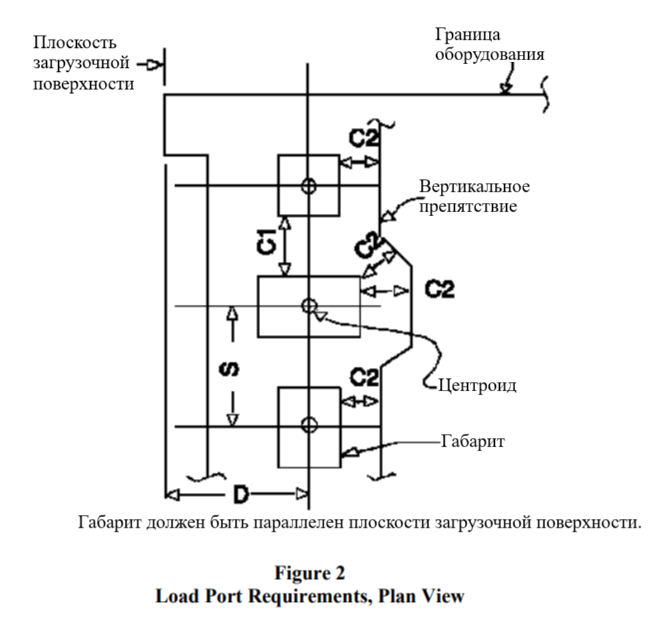 Плоскость
загрузочной
поверхности
Граница
оборудования
C2
Вертикальное
препятствие
C1
C2
C2
S
C2
Центроид
Габарит
D
Габарит должен быть параллелен плоскости загрузочной поверхности.
Figure 2
Load Port Requirements, Plan View